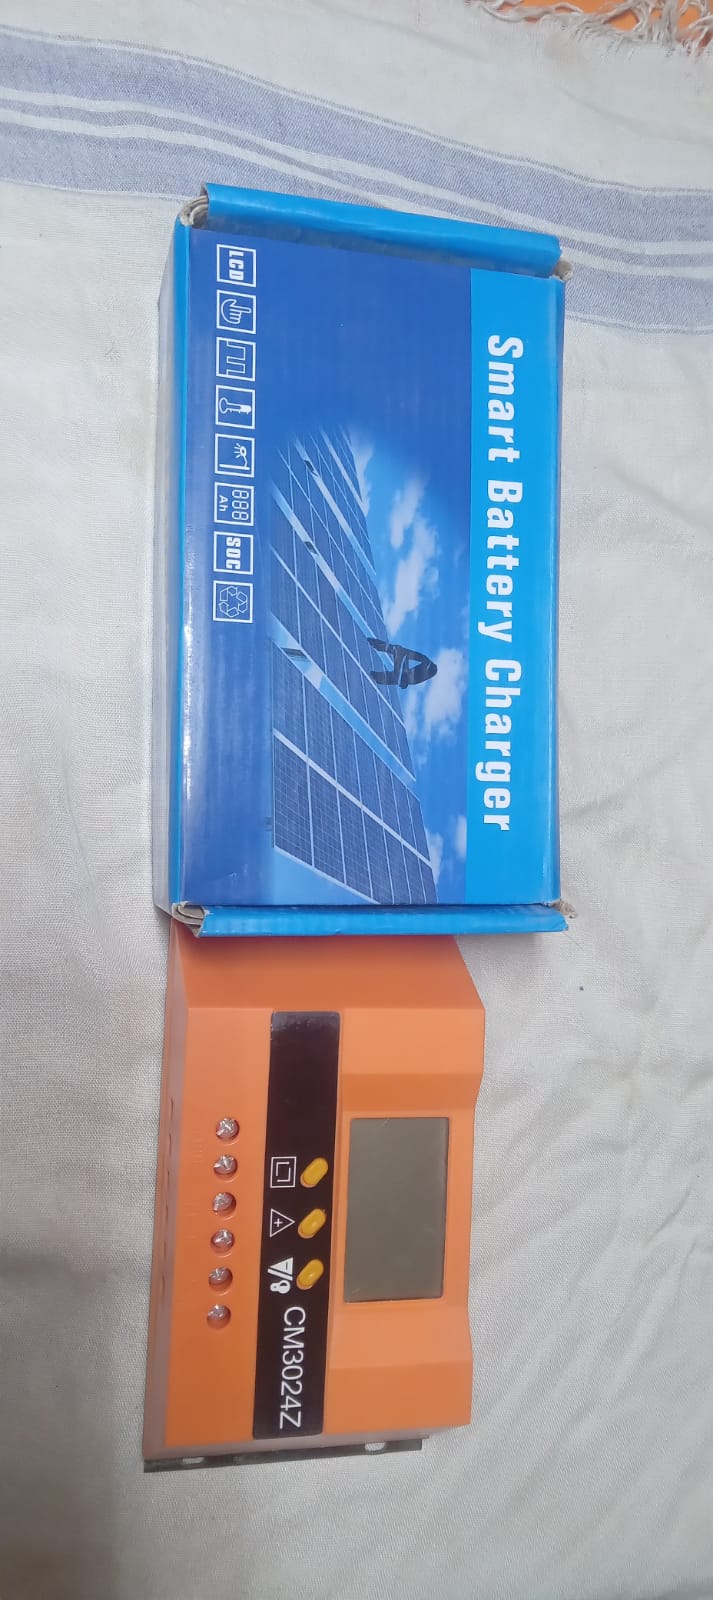 Smart Battery Charger
LCD
888
Ah
SOC
CM3024Z